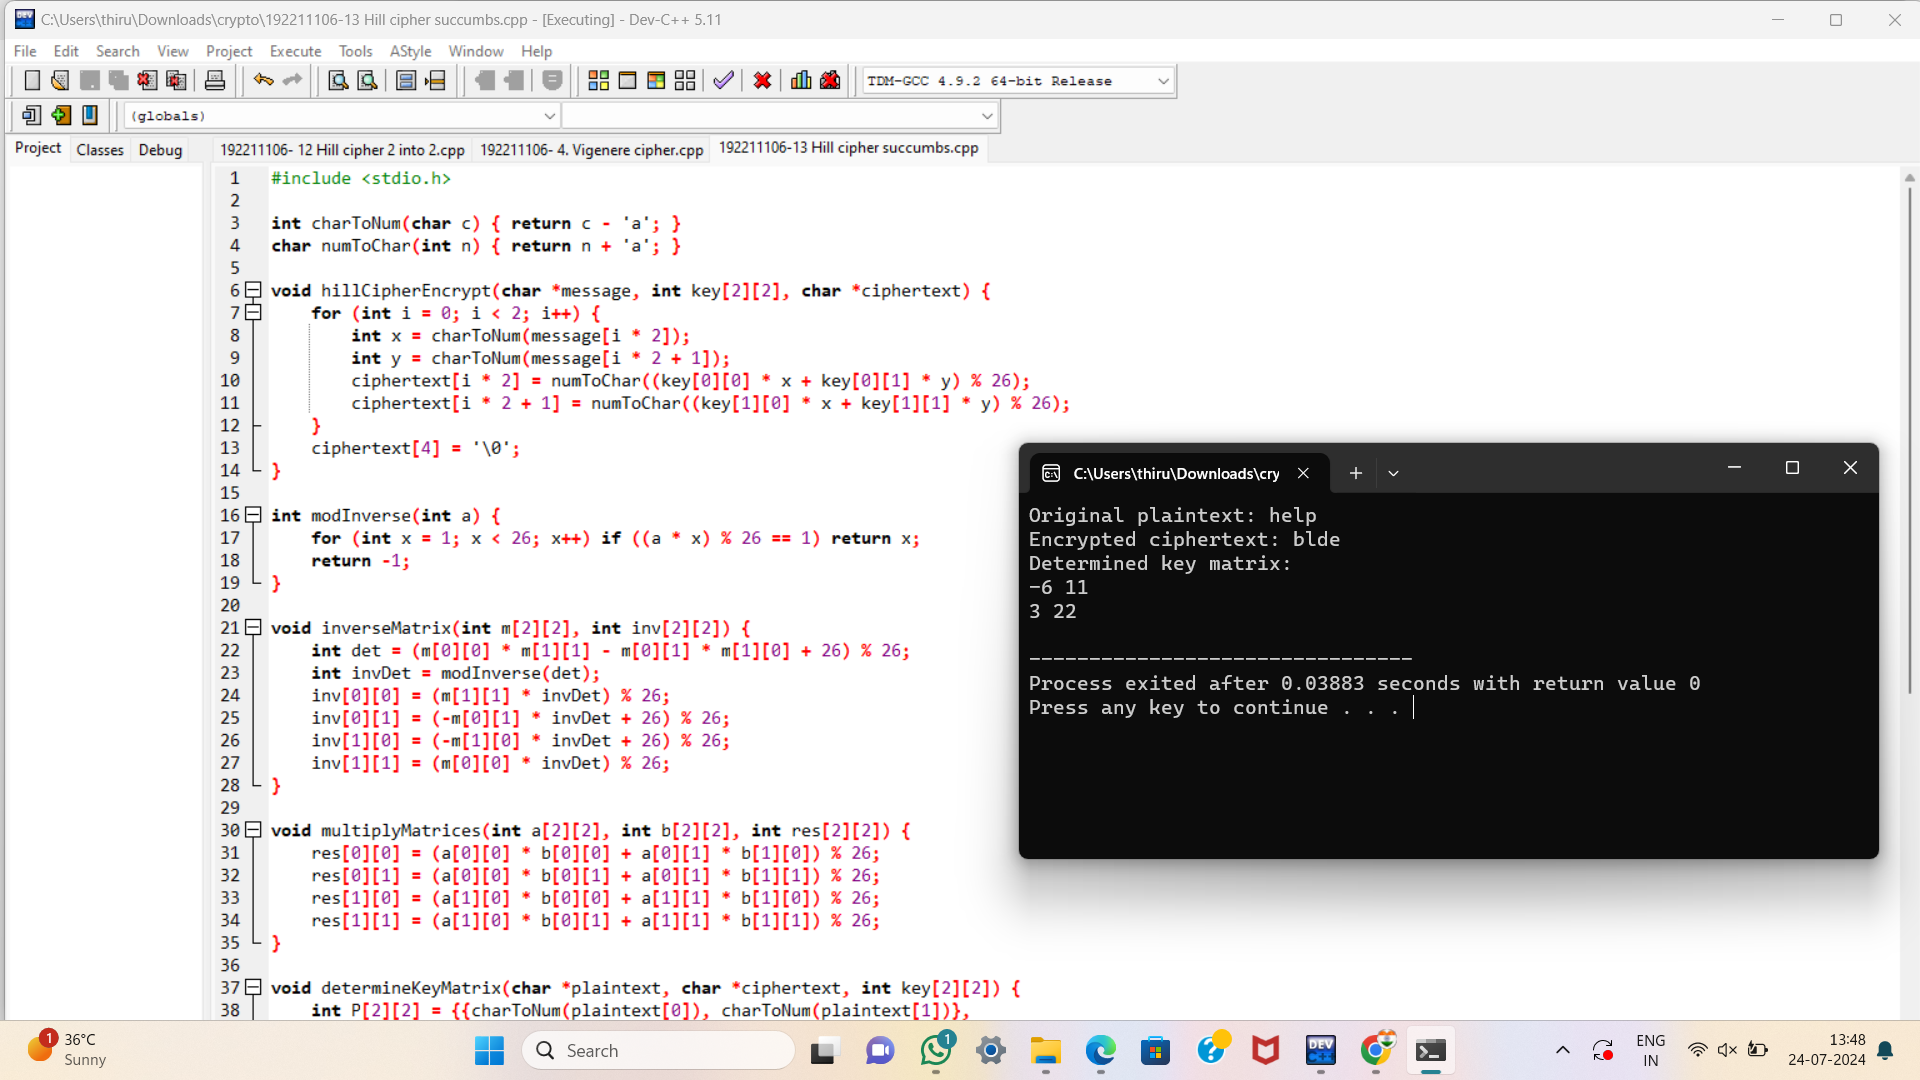 C:\Users\thiru\Downloads\crypto\192211106-13 Hill cipher succumbs.cpp - [Executing] - Dev-C++ 5.11
File Edit Search View Project Execute Tools AStyle Window Help
TDM-GCC 4.9.2 64-bit Release
(globals)
Project Classes Debug
192211106- 12 Hill cipher 2 into 2.cpp 192211106- 4. Vigenere cipher.cpp 192211106-13 Hill cipher succumbs.cpp
1 #include <stdio.h>
2
3 int charToNum(char c) { return c - 'a'; }
4 char numToChar(int n) { return n + 'a'; }
5
6 void hillCipherEncrypt(char *message, int key[2][2], char *ciphertext) {
7     for (int i = 0; i < 2; i++) {
8         int x = charToNum(message[i * 2]);
9         int y = charToNum(message[i * 2 + 1]);
10         ciphertext[i * 2] = numToChar((key[0][0] * x + key[0][1] * y) % 26);
11         ciphertext[i * 2 + 1] = numToChar((key[1][0] * x + key[1][1] * y) % 26);
12     }
13     ciphertext[4] = '\0';
14 }
15
16 int modInverse(int a) {
17     for (int x = 1; x < 26; x++) if ((a * x) % 26 == 1) return x;
18     return -1;
19 }
20
21 void inverseMatrix(int m[2][2], int inv[2][2]) {
22     int det = (m[0][0] * m[1][1] - m[0][1] * m[1][0] + 26) % 26;
23     int invDet = modInverse(det);
24     inv[0][0] = (m[1][1] * invDet) % 26;
25     inv[0][1] = (-m[0][1] * invDet + 26) % 26;
26     inv[1][0] = (-m[1][0] * invDet + 26) % 26;
27     inv[1][1] = (m[0][0] * invDet) % 26;
28 }
29
30 void multiplyMatrices(int a[2][2], int b[2][2], int res[2][2]) {
31     res[0][0] = (a[0][0] * b[0][0] + a[0][1] * b[1][0]) % 26;
32     res[0][1] = (a[0][0] * b[0][1] + a[0][1] * b[1][1]) % 26;
33     res[1][0] = (a[1][0] * b[0][0] + a[1][1] * b[1][0]) % 26;
34     res[1][1] = (a[1][0] * b[0][1] + a[1][1] * b[1][1]) % 26;
35 }
36
37 void determineKeyMatrix(char *plaintext, char *ciphertext, int key[2][2]) {
38     int P[2][2] = {{charToNum(plaintext[0]), charToNum(plaintext[1])},
C:\Users\thiru\Downloads\cry
Original plaintext: help
Encrypted ciphertext: blde
Determined key matrix:
-6 11
3 22
--------------------------------
Process exited after 0.03883 seconds with return value 0
Press any key to continue . . .
1
36°C
Sunny
Search
1
DEV
ENG
IN
13:48
24-07-2024